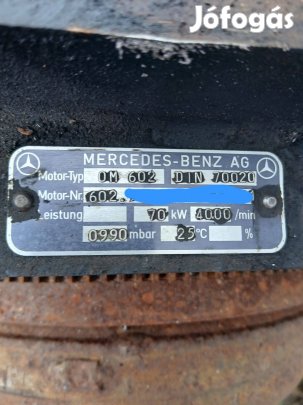 Jófogás
MERCEDES-BENZ AG
Motor-Type OM 602 DIN 70020
Motor-Nr. 602.
Leistung 70 kW 4000/min
0990 mbar 25°C %